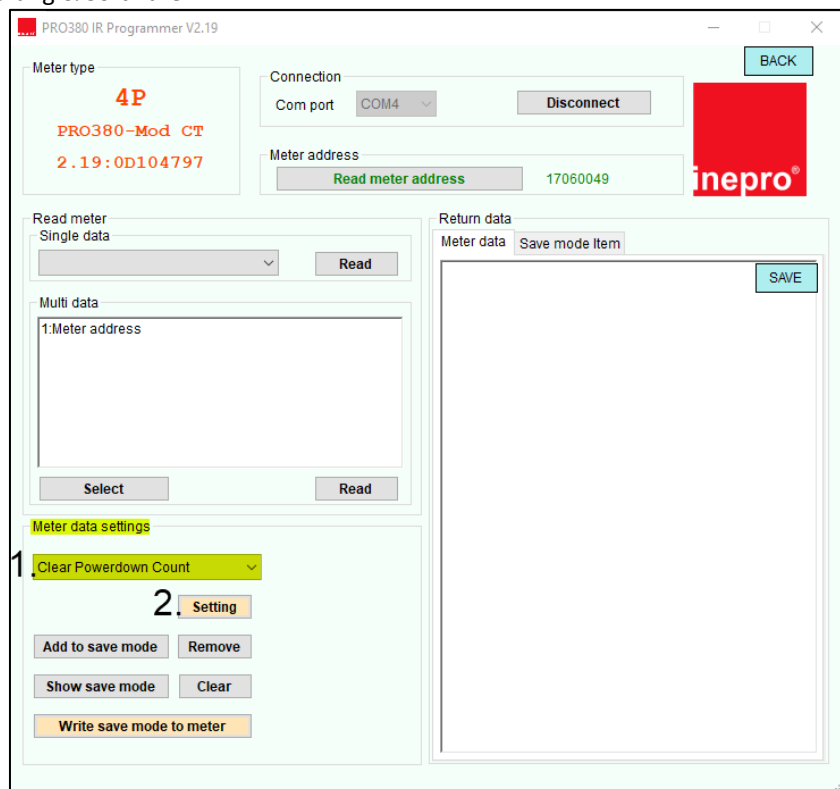 PRO380 IR Programmer V2.19
BACK
Meter type
4P
PRO380-Mod CT
2.19:0D104797
Connection
Com port COM4 Disconnect
Meter address
Read meter address 17060049
inepro®
Read meter
Single data
Read
Multi data
1:Meter address
Select Read
Return data
Meter data Save mode Item
SAVE
Meter data settings
1. Clear Powerdown Count
2. Setting
Add to save mode Remove
Show save mode Clear
Write save mode to meter